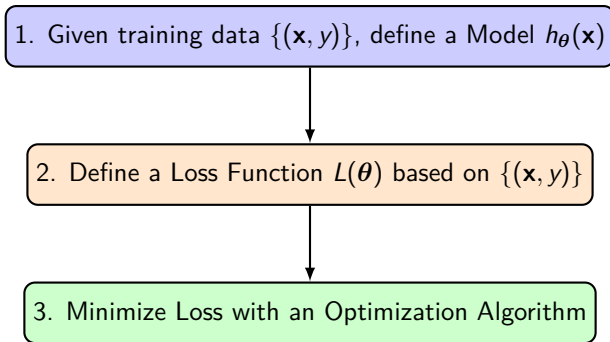 1. Given training data {(𝐱, y)}, define a Model h_𝛉(𝐱)
2. Define a Loss Function L(𝛉) based on {(𝐱, y)}
3. Minimize Loss with an Optimization Algorithm